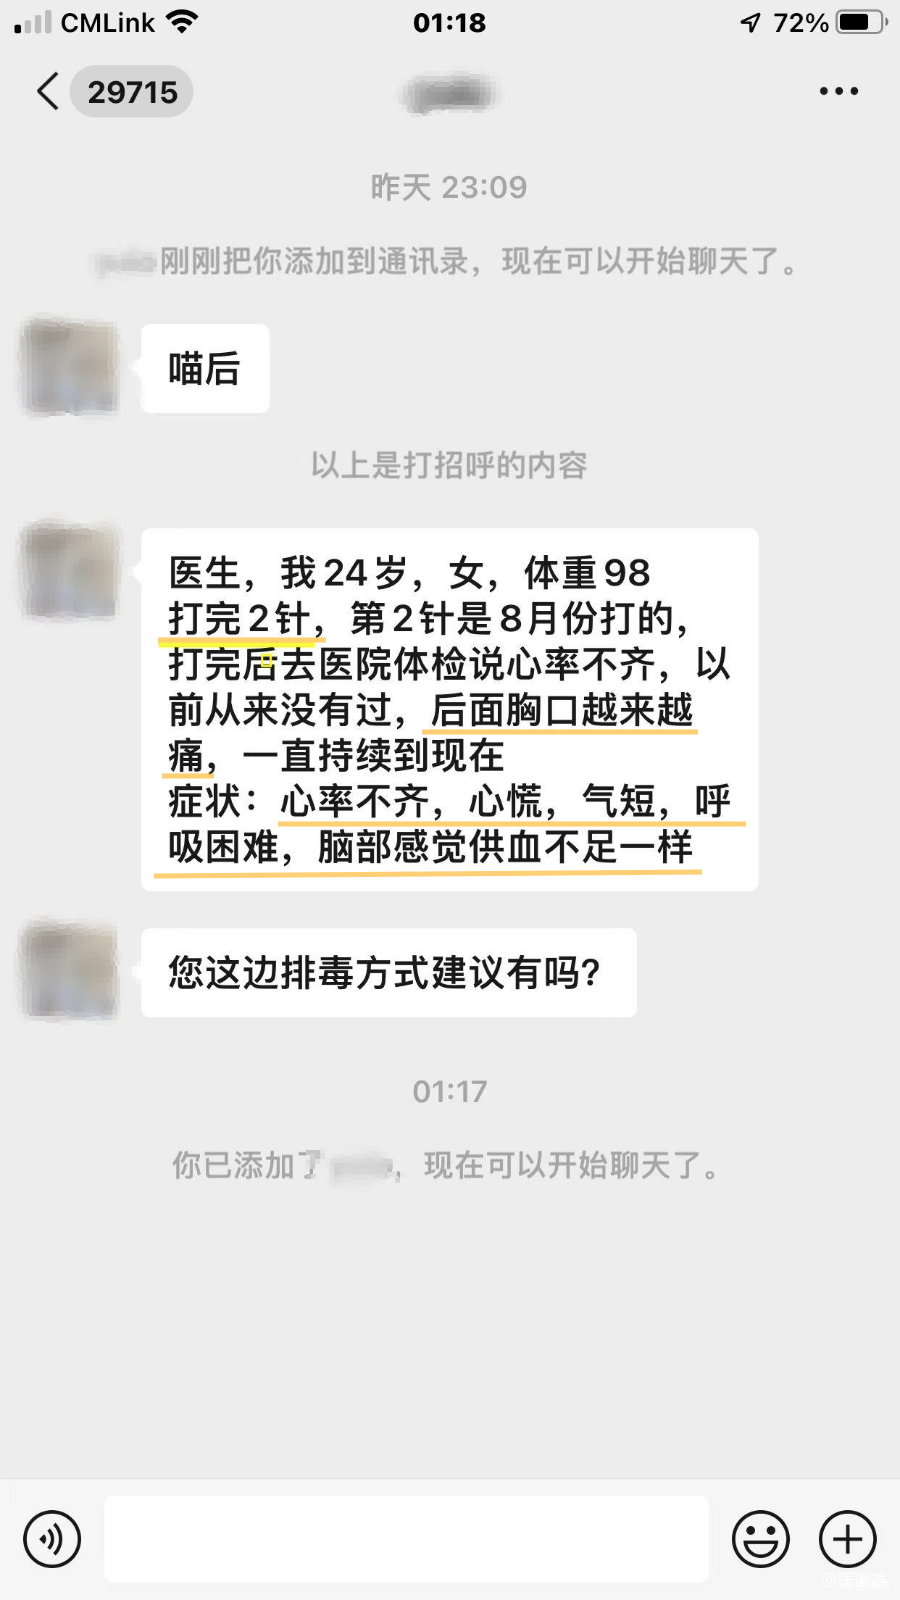 CMLink 01:18 72%
29715
昨天 23:09
刚刚把你添加到通讯录，现在可以开始聊天了。
喵后
以上是打招呼的内容
医生，我24岁，女，体重98
打完2针，第2针是8月份打的，
打完后去医院体检说心率不齐，以
前从来没有过，后面胸口越来越
痛，一直持续到现在
症状：心率不齐，心慌，气短，呼
吸困难，脑部感觉供血不足一样
您这边排毒方式建议有吗？
01:17
你已添加了，现在可以开始聊天了。